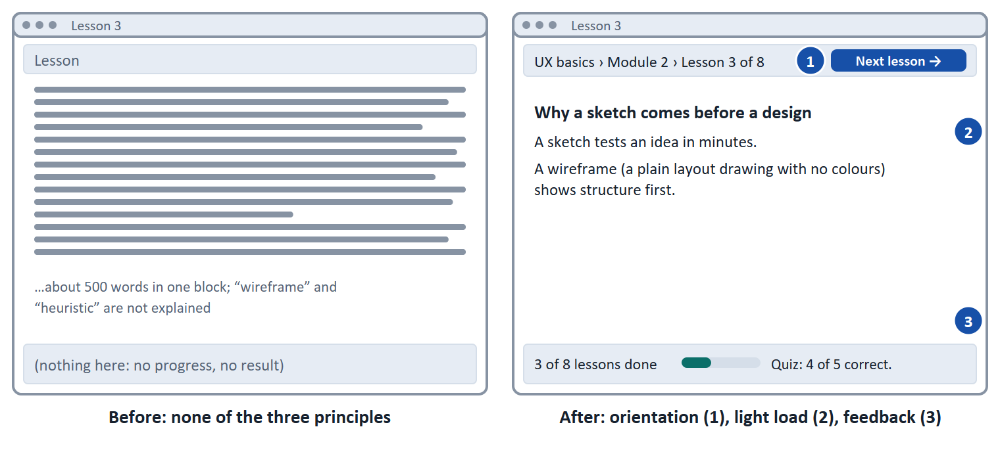 Lesson 3
Lesson
…about 500 words in one block; “wireframe” and
“heuristic” are not explained
(nothing here: no progress, no result)
Before: none of the three principles
Lesson 3
UX basics › Module 2 › Lesson 3 of 8
1
Next lesson →
Why a sketch comes before a design
2
A sketch tests an idea in minutes.
A wireframe (a plain layout drawing with no colours)
shows structure first.
3
3 of 8 lessons done
Quiz: 4 of 5 correct.
After: orientation (1), light load (2), feedback (3)